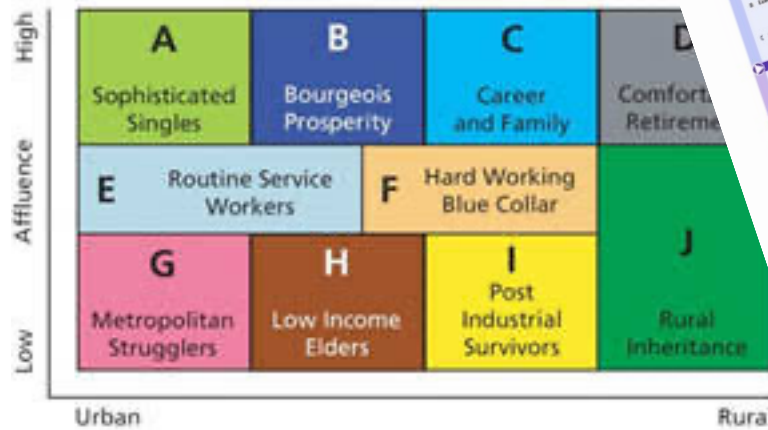 High
Affluence
Low
A
Sophisticated
Singles
B
Bourgeois
Prosperity
C
Career
and Family
D
E
Routine Service
Workers
F
Hard Working
Blue Collar
G
Metropolitan
Strugglers
H
Low Income
Elders
I
Post
Industrial
Survivors
J
Rural
Inheritance
Urban